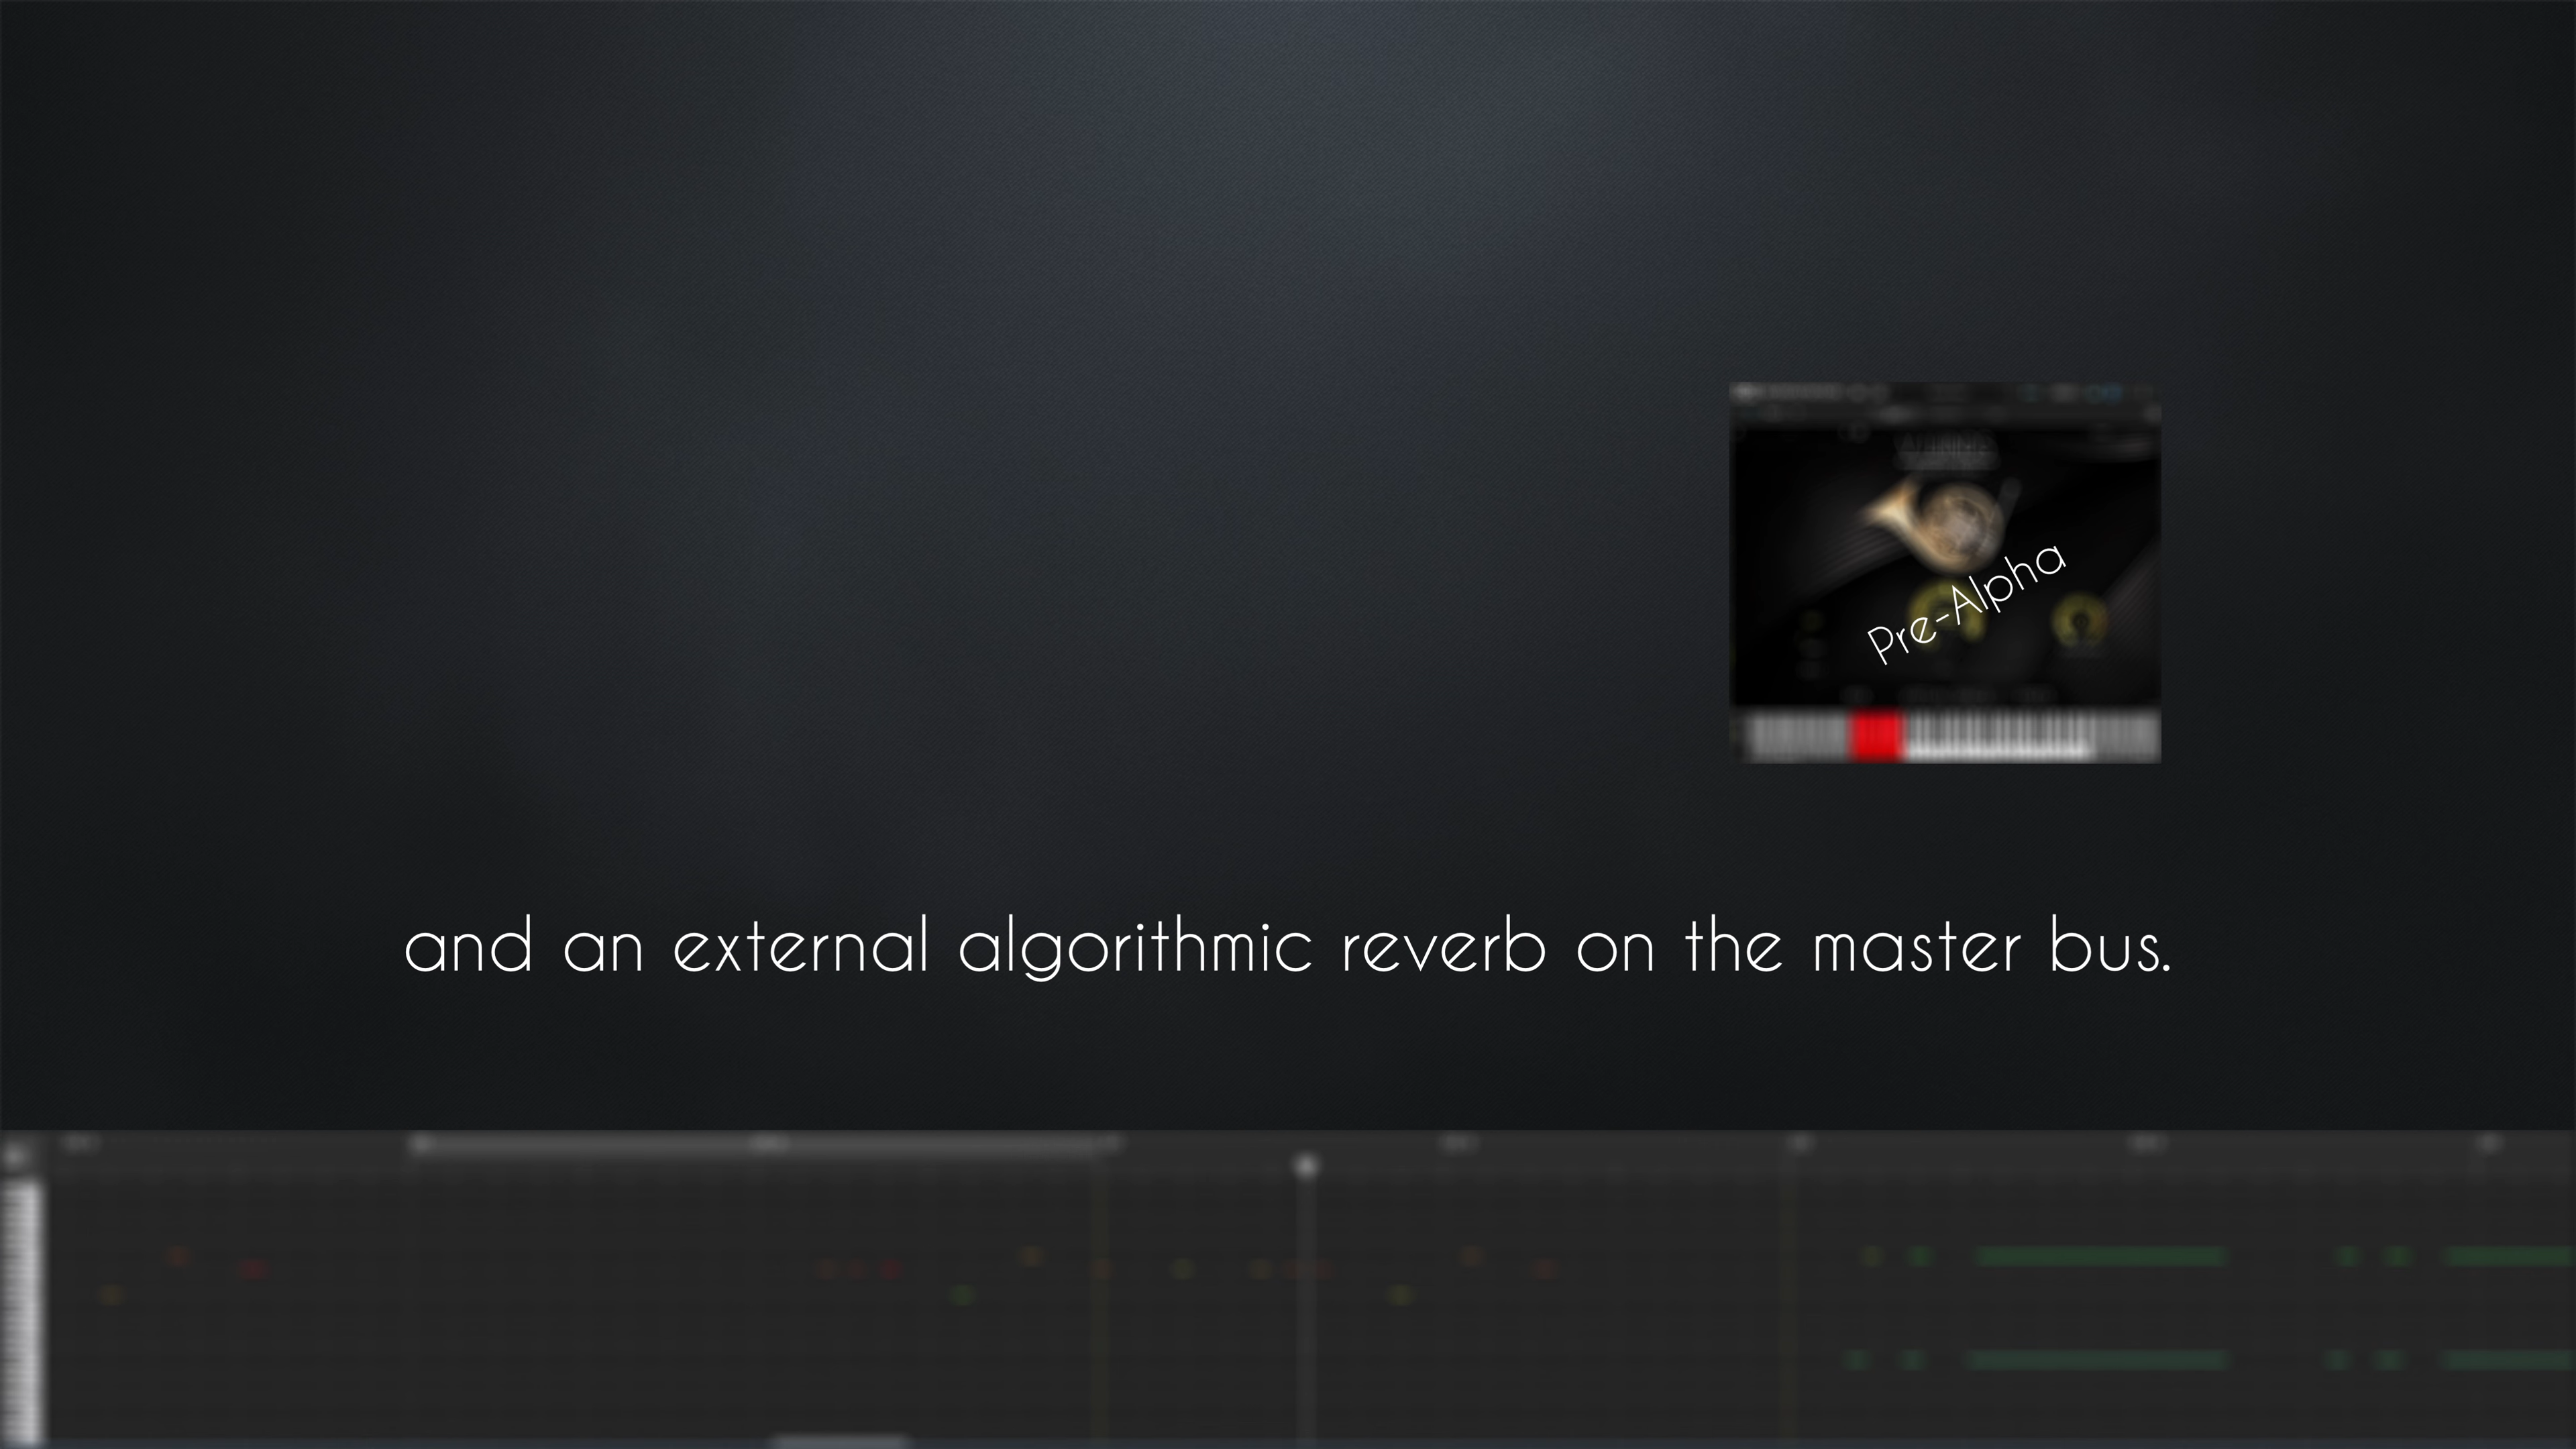 Pre-Alpha
and an external algorithmic reverb on the master bus.